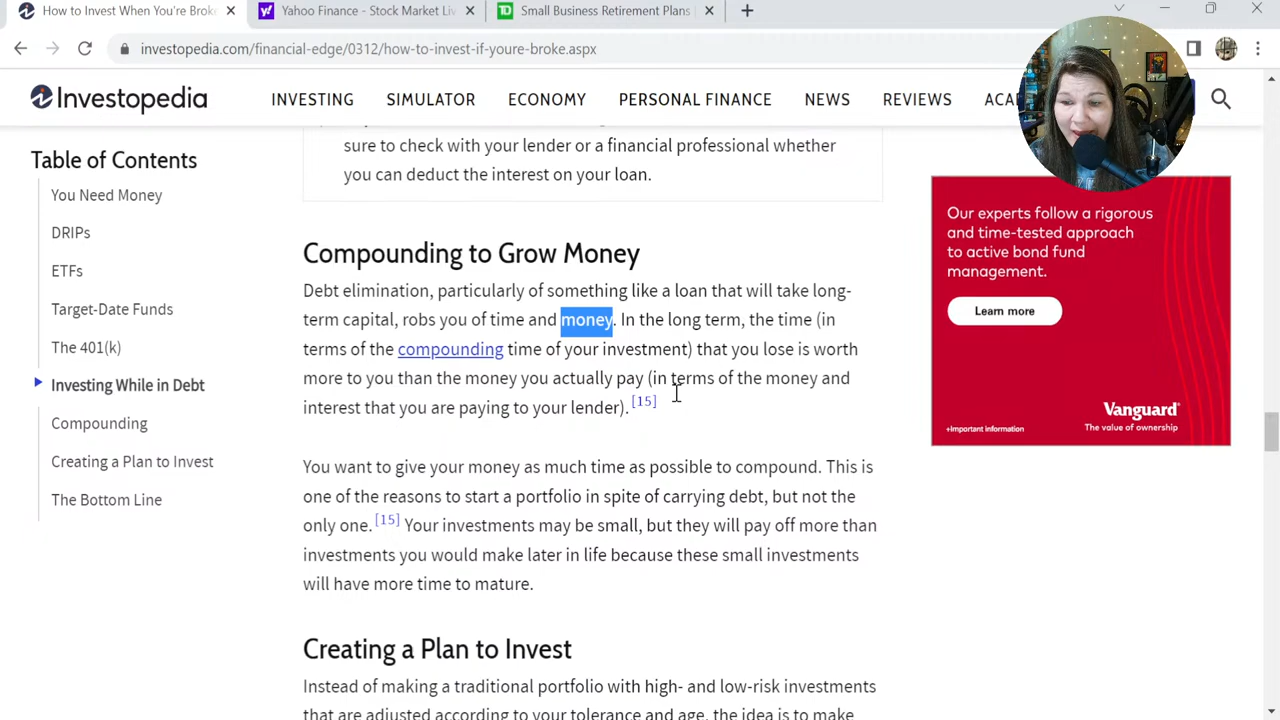 How to Invest When You're Broke
Yahoo Finance - Stock Market Liv
Small Business Retirement Plans |
investopedia.com/financial-edge/0312/how-to-invest-if-youre-broke.aspx
Investopedia
INVESTING
SIMULATOR
ECONOMY
PERSONAL FINANCE
NEWS
REVIEWS
ACA
Table of Contents
You Need Money
DRIPs
ETFs
Target-Date Funds
The 401(k)
Investing While in Debt
Compounding
Creating a Plan to Invest
The Bottom Line
sure to check with your lender or a financial professional whether
you can deduct the interest on your loan.
Compounding to Grow Money
Debt elimination, particularly of something like a loan that will take long-
term capital, robs you of time and money. In the long term, the time (in
terms of the compounding time of your investment) that you lose is worth
more to you than the money you actually pay (in terms of the money and
interest that you are paying to your lender). [15]
You want to give your money as much time as possible to compound. This is
one of the reasons to start a portfolio in spite of carrying debt, but not the
only one. [15] Your investments may be small, but they will pay off more than
investments you would make later in life because these small investments
will have more time to mature.
Creating a Plan to Invest
Instead of making a traditional portfolio with high- and low-risk investments
that are adjusted according to your tolerance and age, the idea is to make
Our experts follow a rigorous
and time-tested approach
to active bond fund
management.
Learn more
Vanguard
+Important information
The value of ownership